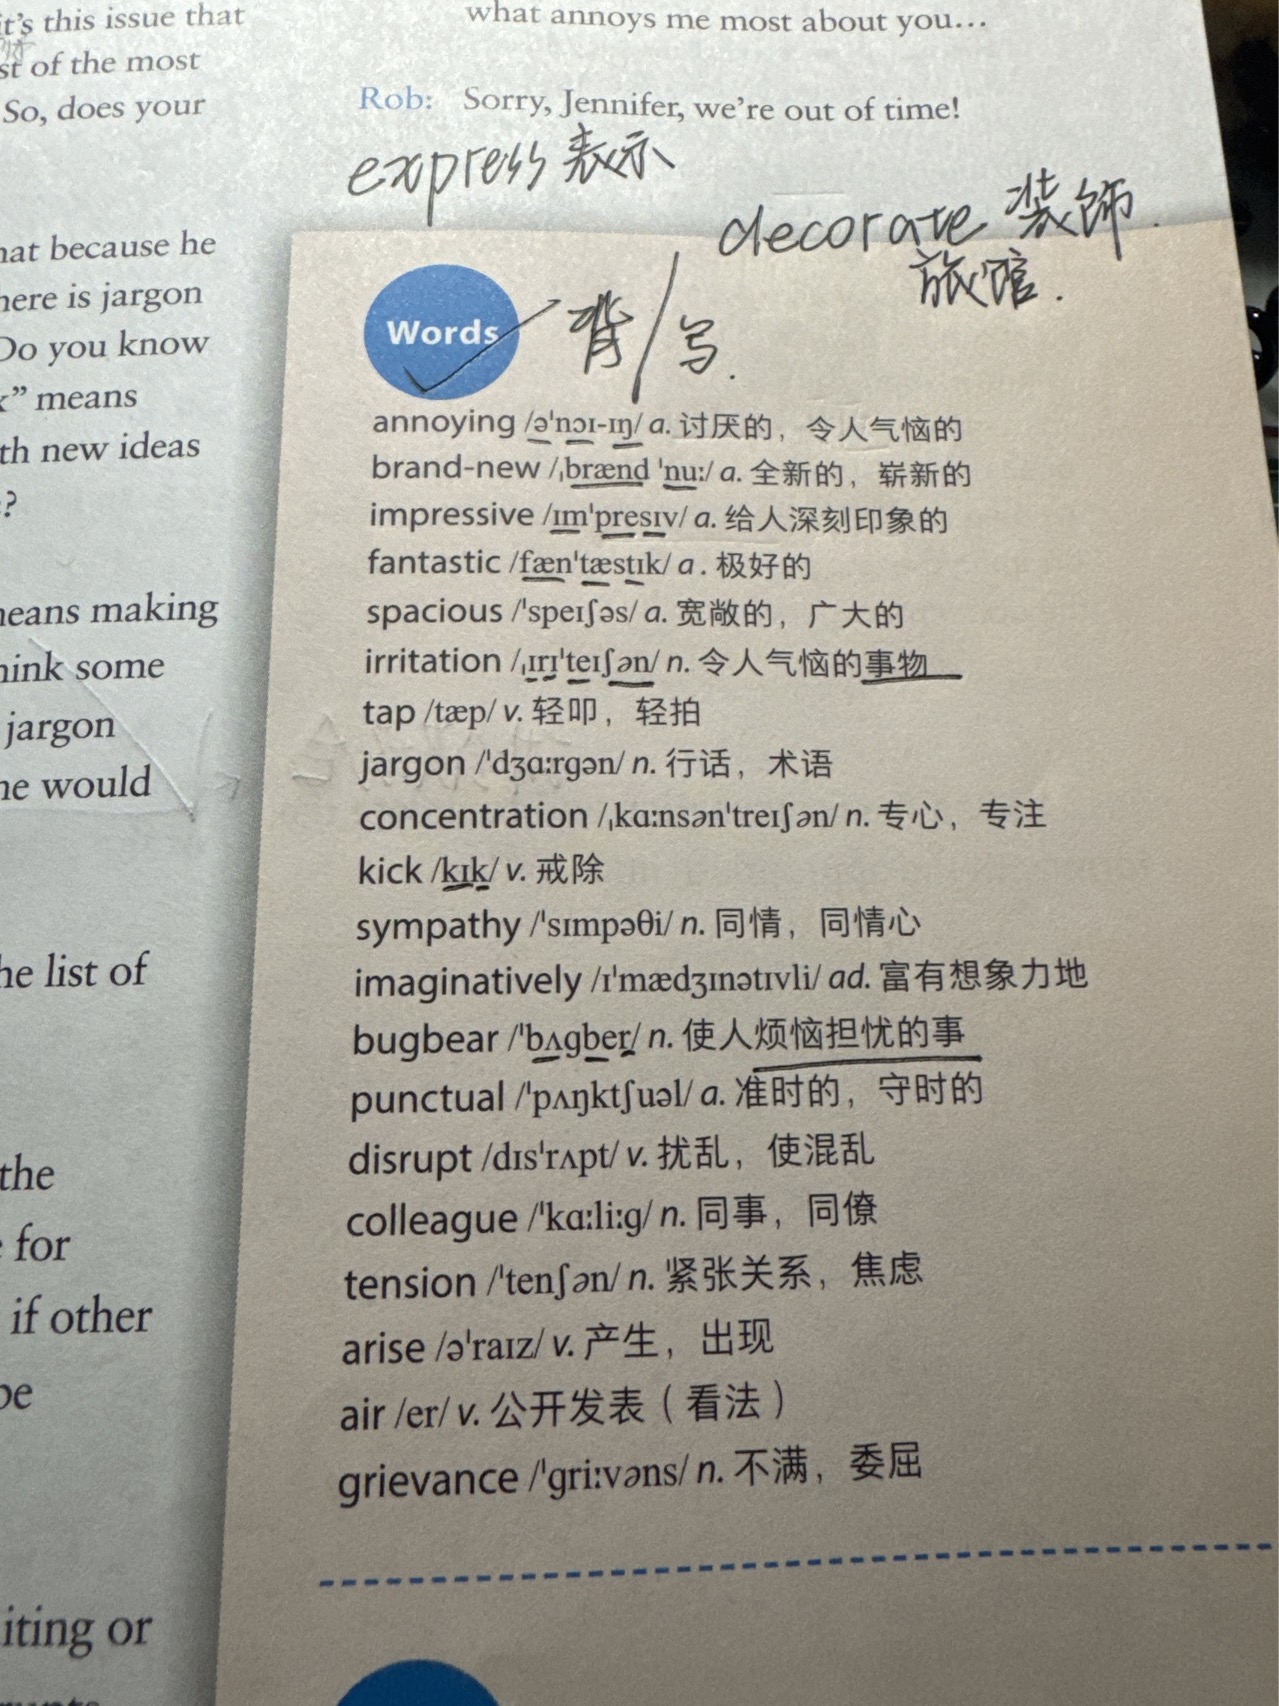 it's this issue that
st of the most
So, does your
hat because he
here is jargon
Do you know
" means
th new ideas
?
means making
hink some
jargon
he would
he list of
the
for
if other
be
iting or
what annoys me most about you…
Rob: Sorry, Jennifer, we're out of time!
express 表示
decorate 装饰.
旅馆.
Words
背/写.
annoying /əˈnɔɪ-ɪŋ/ a. 讨厌的，令人气恼的
brand-new /ˌbrænd ˈnuː/ a. 全新的，崭新的
impressive /ɪmˈpresɪv/ a. 给人深刻印象的
fantastic /fænˈtæstɪk/ a. 极好的
spacious /ˈspeɪʃəs/ a. 宽敞的，广大的
irritation /ˌɪrɪˈteɪʃən/ n. 令人气恼的事物
tap /tæp/ v. 轻叩，轻拍
jargon /ˈdʒɑːrgən/ n. 行话，术语
concentration /ˌkɑːnsənˈtreɪʃən/ n. 专心，专注
kick /kɪk/ v. 戒除
sympathy /ˈsɪmpəθi/ n. 同情，同情心
imaginatively /ɪˈmædʒɪnətɪvli/ ad. 富有想象力地
bugbear /ˈbʌgber/ n. 使人烦恼担忧的事
punctual /ˈpʌŋktʃuəl/ a. 准时的，守时的
disrupt /dɪsˈrʌpt/ v. 扰乱，使混乱
colleague /ˈkɑːliːg/ n. 同事，同僚
tension /ˈtenʃən/ n. 紧张关系，焦虑
arise /əˈraɪz/ v. 产生，出现
air /er/ v. 公开发表（看法）
grievance /ˈgriːvəns/ n. 不满，委屈